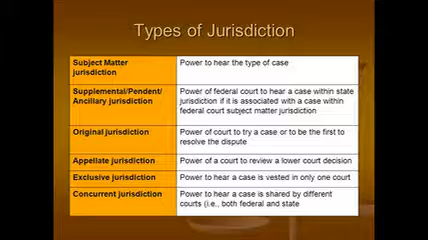 Types of Jurisdiction
Subject Matter Power to hear the type of case
jurisdiction
Supplemental/Pendent/ Power of federal court to hear a case within state
Ancillary jurisdiction jurisdiction if it is associated with a case within
federal court subject matter jurisdiction
Original jurisdiction Power of court to try a case or to be the first to
resolve the dispute
Appellate jurisdiction Power of a court to review a lower court decision
Exclusive jurisdiction Power to hear a case is vested in only one court
Concurrent jurisdiction Power to hear a case is shared by different
courts (i.e., both federal and state